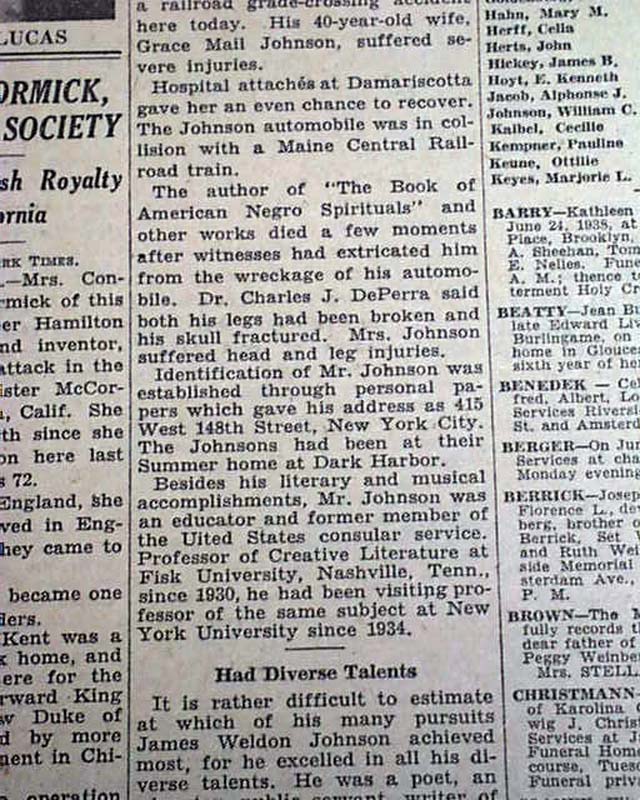 LUCAS
ORMICK,
SOCIETY
sh Royalty
ornia
RK TIMES.
.—Mrs. Con-
rmick of this
er Hamilton
nd inventor,
attack in the
ister McCor-
, Calif. She
th since she
on here last
s 72.
England, she
ved in Eng-
hey came to
became one
ders.
Kent was a
k home, and
ere for the
rward King
w Duke of
d by more
ment in Chi-
operation
a railroad grade-crossing accident
here today. His 40-year-old wife,
Grace Mail Johnson, suffered se-
vere injuries.
Hospital attachés at Damariscotta
gave her an even chance to recover.
The Johnson automobile was in col-
lision with a Maine Central Rail-
road train.
The author of "The Book of
American Negro Spirituals" and
other works died a few moments
after witnesses had extricated him
from the wreckage of his automo-
bile. Dr. Charles J. DePerra said
both his legs had been broken and
his skull fractured. Mrs. Johnson
suffered head and leg injuries.
Identification of Mr. Johnson was
established through personal pa-
pers which gave his address as 415
West 148th Street, New York City.
The Johnsons had been at their
Summer home at Dark Harbor.
Besides his literary and musical
accomplishments, Mr. Johnson was
an educator and former member of
the Uited States consular service.
Professor of Creative Literature at
Fisk University, Nashville, Tenn.,
since 1930, he had been visiting pro-
fessor of the same subject at New
York University since 1934.
Had Diverse Talents
It is rather difficult to estimate
at which of his many pursuits
James Weldon Johnson achieved
most, for he excelled in all his di-
verse talents. He was a poet, an
public servant, writer of
Hahn, Mary M.
Herff, Celia
Herts, John
Hickey, James B.
Hoyt, E. Kenneth
Jacob, Alphonse J.
Johnson, William C.
Kaibel, Cecilie
Kempner, Pauline
Keune, Ottilie
Keyes, Marjorie L.
BARRY—Kathleen
June 24, 1938, at
Place, Brooklyn,
A. Sheehan, Tom
E. Nelles. Fune
A. M.; thence t
terment Holy Cr
BEATTY—Jean Bu
late Edward Li
Burlingame, on
home in Glouce
sixth year of he
BENEDEK — Ce
fred, Albert, Lo
Services Riversi
St. and Amsterd
BERGER—On Jun
Services at cha
Monday evening
BERRICK—Josep
Florence L., dev
berg, brother o
Berrick, Set
and Ruth Wei
side Memorial
sterdam Ave.,
P. M.
BROWN—The M
fully records th
dear father of
Peggy Weinber
Mrs. STELL
CHRISTMANN
of Karolina
wig J. Christ
Services at J
Funeral Hom
course, Tues
Funeral priva